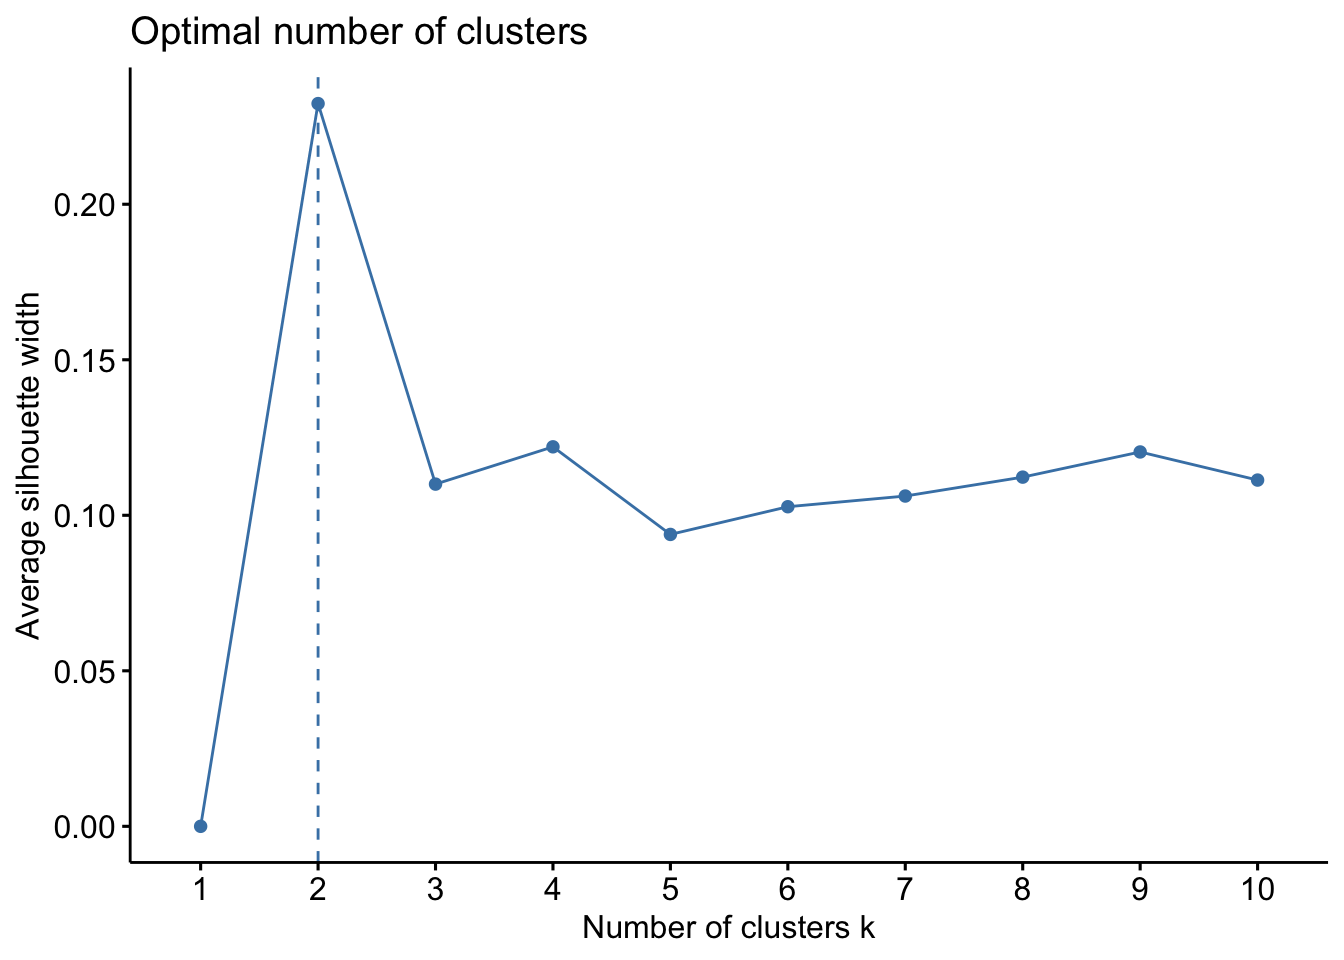 Optimal number of clusters
Average silhouette width
0.20
0.15
0.10
0.05
0.00
1 2 3 4 5 6 7 8 9 10
Number of clusters k